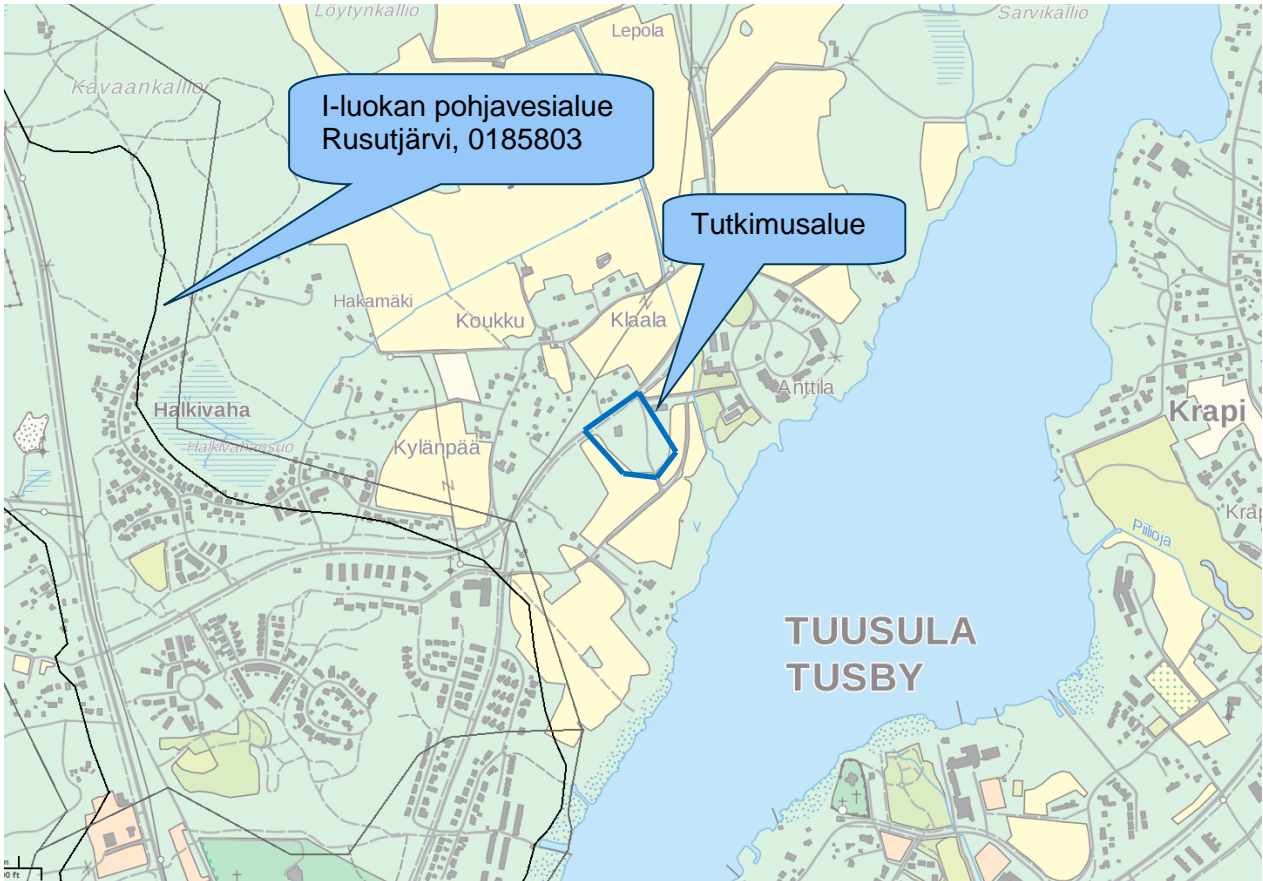 Löytynkallio
Sarvikallio
Lepola
Kavaankallio
I-luokan pohjavesialue
Rusutjärvi, 0185803
Tutkimusalue
Hakamäki
Koukku
Klaala
Anttila
Halkivaha
Krapi
Halkivahansuo
Kylänpää
Piilioja
TUUSULA
TUSBY